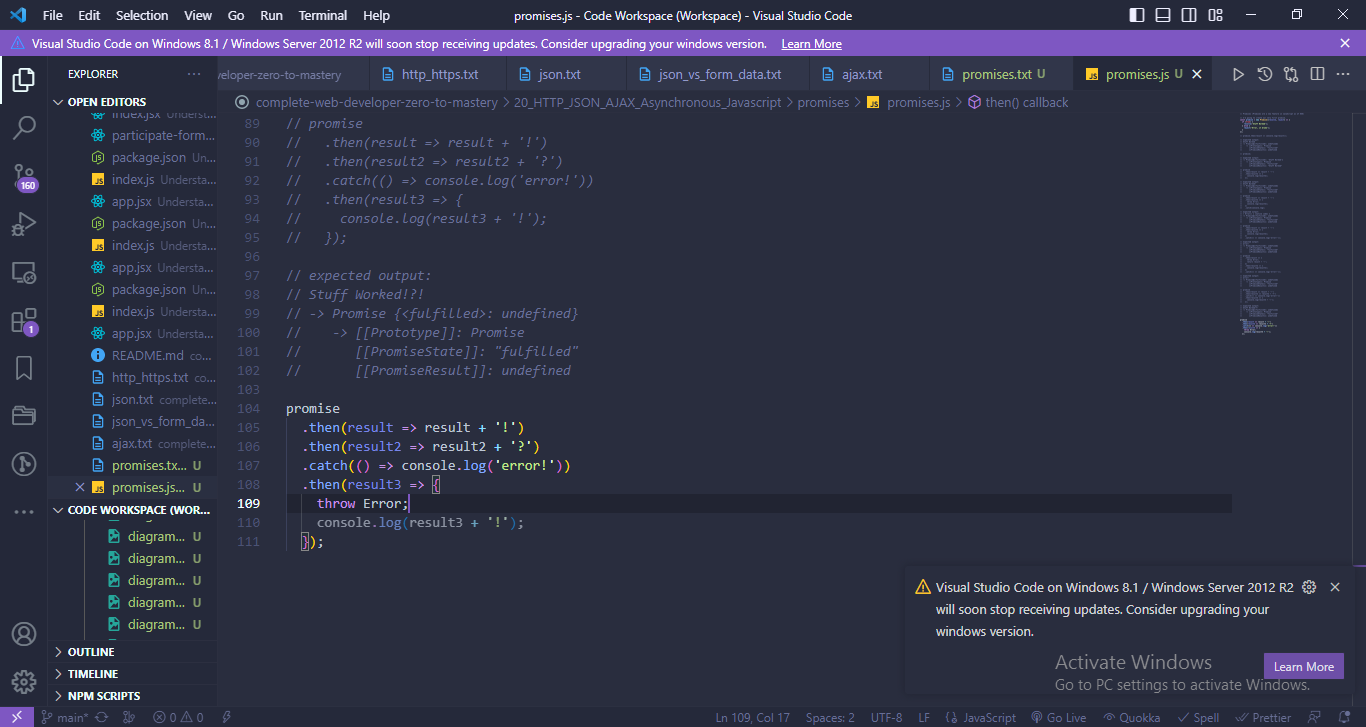 File Edit Selection View Go Run Terminal Help
promises.js - Code Workspace (Workspace) - Visual Studio Code
Visual Studio Code on Windows 8.1 / Windows Server 2012 R2 will soon stop receiving updates. Consider upgrading your windows version. Learn More
EXPLORER
veloper-zero-to-mastery http_https.txt json.txt json_vs_form_data.txt ajax.txt promises.txt U JS promises.js U
OPEN EDITORS
complete-web-developer-zero-to-mastery > 20_HTTP_JSON_AJAX_Asynchronous_Javascript > promises > JS promises.js > then() callback
index.jsx Understa...
participate-form...
package.json Un...
JS index.js Understa...
app.jsx Understa...
package.json Un...
JS index.js Understa...
app.jsx Understa...
package.json Un...
JS index.js Understa...
app.jsx Understa...
README.md co...
http_https.txt co...
json.txt complete...
json_vs_form_da...
ajax.txt complete...
promises.tx... U
JS promises.js... U
CODE WORKSPACE (WOR...
diagram... U
diagram... U
diagram... U
diagram... U
diagram... U
OUTLINE
TIMELINE
NPM SCRIPTS
160
1
89 // promise
90 //   .then(result => result + '!')
91 //   .then(result2 => result2 + '?')
92 //   .catch(() => console.log('error!'))
93 //   .then(result3 => {
94 //     console.log(result3 + '!');
95 //   });
96
97 // expected output:
98 // Stuff Worked!?!
99 // -> Promise {<fulfilled>: undefined}
100 //    -> [[Prototype]]: Promise
101 //       [[PromiseState]]: "fulfilled"
102 //       [[PromiseResult]]: undefined
103
104 promise
105   .then(result => result + '!')
106   .then(result2 => result2 + '?')
107   .catch(() => console.log('error!'))
108   .then(result3 => {
109     throw Error;
110     console.log(result3 + '!');
111   });
Visual Studio Code on Windows 8.1 / Windows Server 2012 R2
will soon stop receiving updates. Consider upgrading your
windows version.
Learn More
Activate Windows
Go to PC settings to activate Windows.
main* 0 0 Ln 109, Col 17 Spaces: 2 UTF-8 LF JavaScript Go Live Quokka Spell Prettier